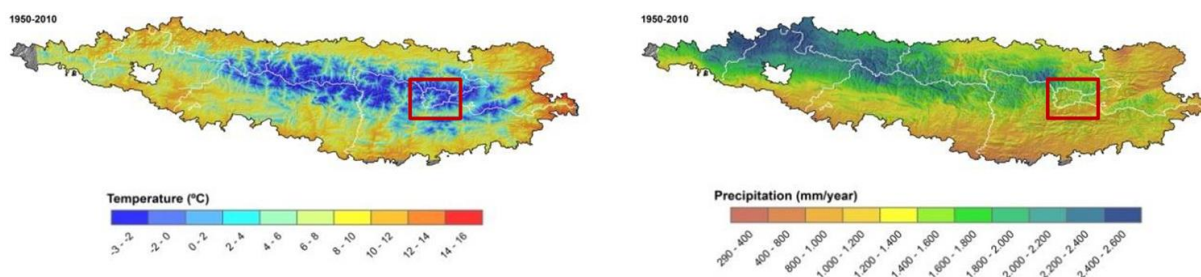 1950-2010
1950-2010
Temperature (ºC)
-3 - -2
-2 - 0
0 - 2
2 - 4
4 - 6
6 - 8
8 - 10
10 - 12
12 - 14
14 - 16
Precipitation (mm/year)
290 - 400
400 - 800
800 - 1.000
1.000 - 1.200
1.200 - 1.400
1.400 - 1.600
1.600 - 1.800
1.800 - 2.000
2.000 - 2.200
2.200 - 2.400
2.400 - 2.600